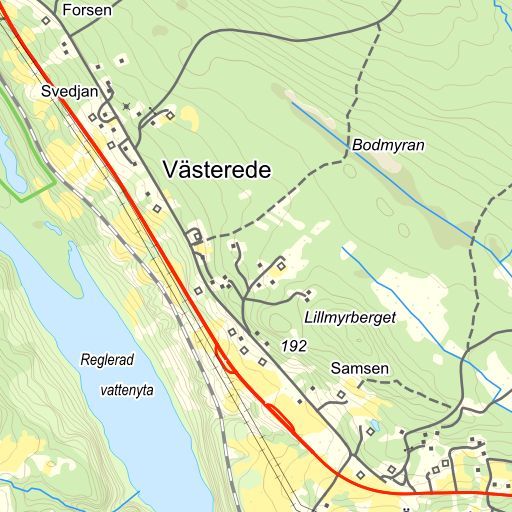 Forsen
Svedjan
Bodmyran
Västerede
Lillmyrberget
192
Reglerad
vattenyta
Samsen